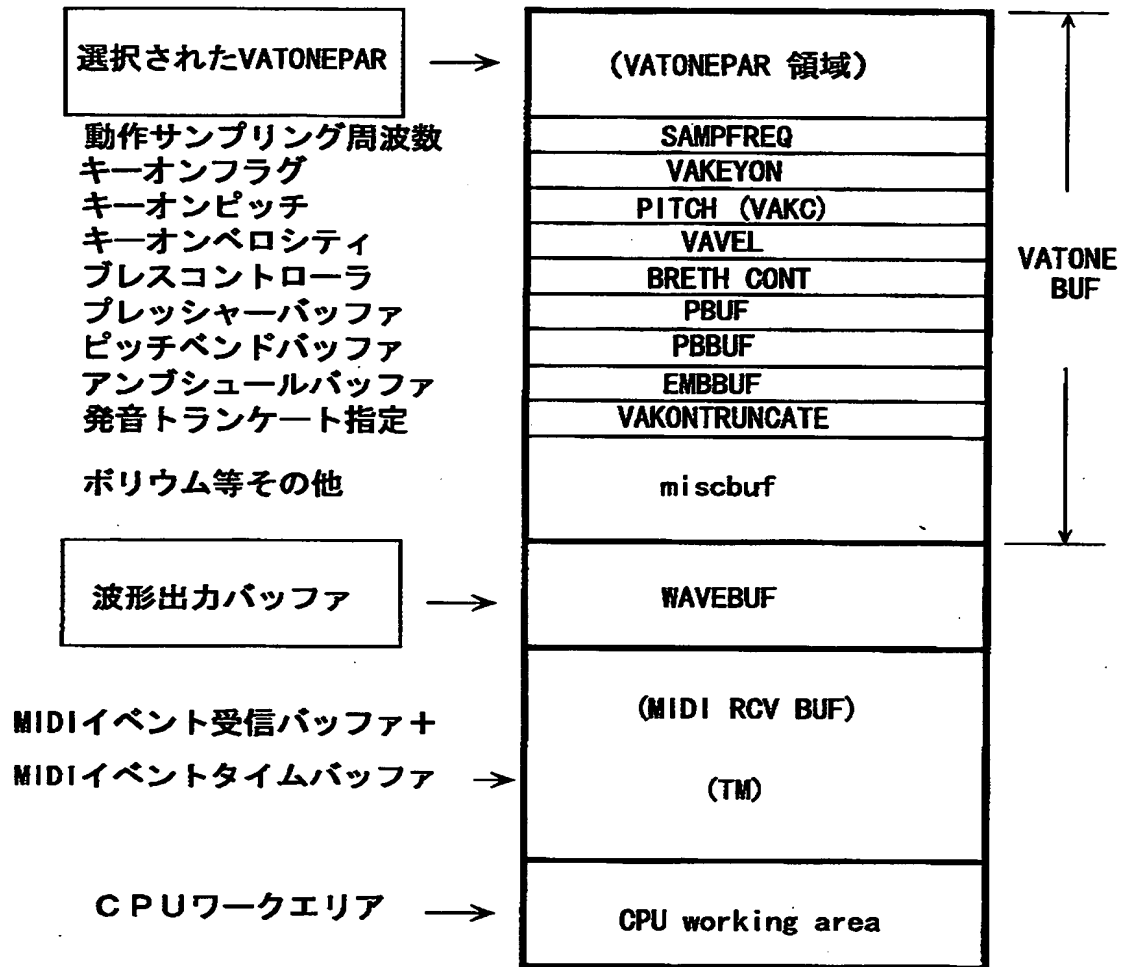 選択されたVATONEPAR
(VATONEPAR 領域)
動作サンプリング周波数
SAMPFREQ
キーオンフラグ
VAKEYON
キーオンピッチ
PITCH (VAKC)
キーオンベロシティ
VAVEL
ブレスコントローラ
BRETH CONT
プレッシャーバッファ
PBUF
ピッチベンドバッファ
PBBUF
アンブシュールバッファ
EMBBUF
発音トランケート指定
VAKONTRUNCATE
ボリウム等その他
miscbuf
VATONE
BUF
波形出力バッファ
WAVEBUF
MIDIイベント受信バッファ+
(MIDI RCV BUF)
MIDIイベントタイムバッファ
(TM)
CPUワークエリア
CPU working area